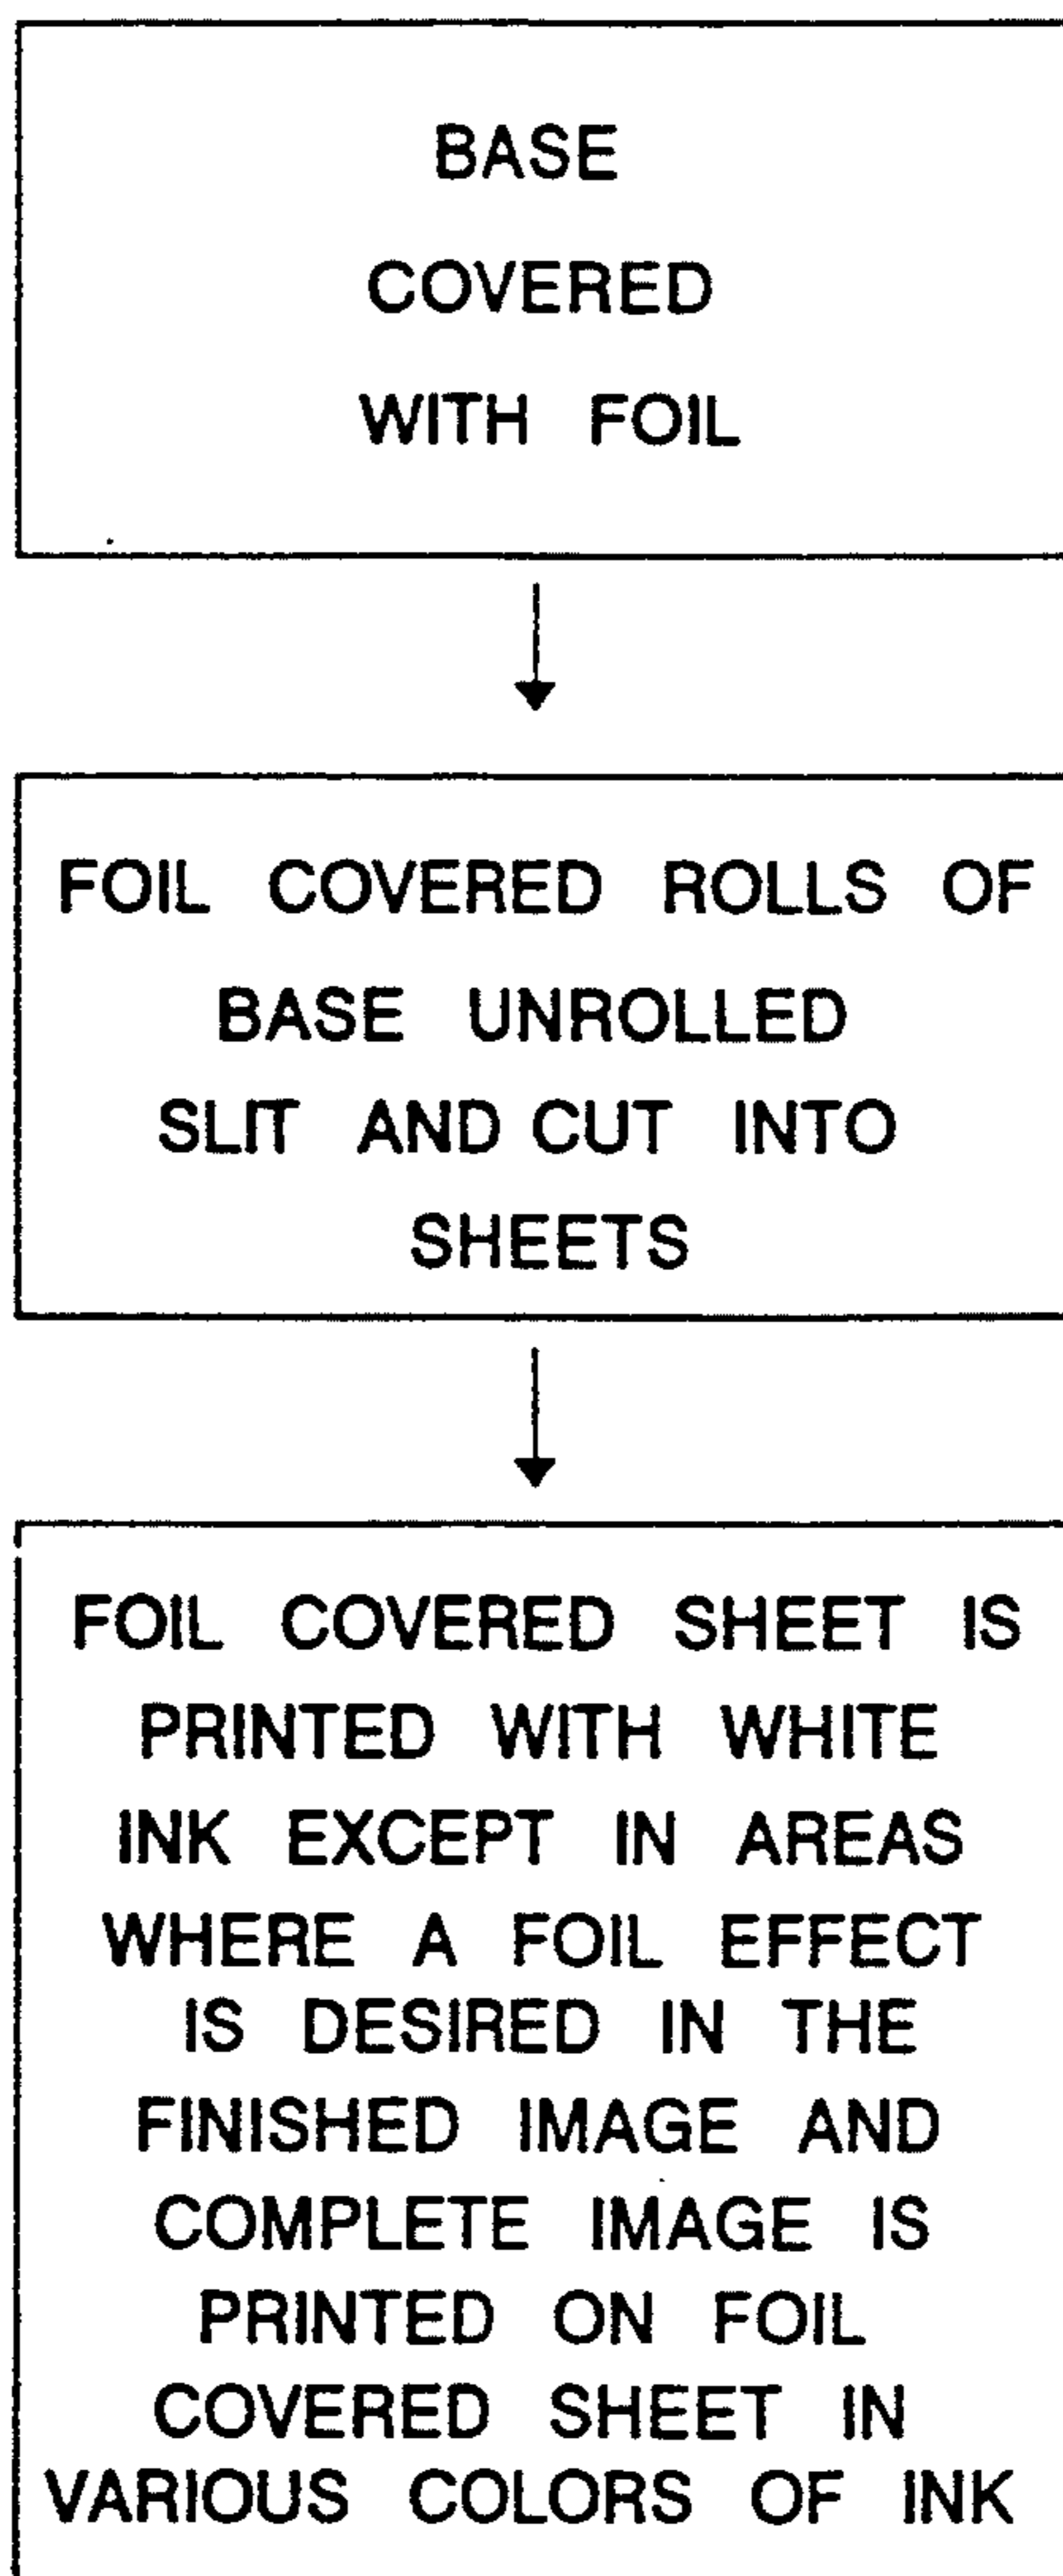 BASE
COVERED
WITH FOIL
FOIL COVERED ROLLS OF
BASE UNROLLED
SLIT AND CUT INTO
SHEETS
FOIL COVERED SHEET IS
PRINTED WITH WHITE
INK EXCEPT IN AREAS
WHERE A FOIL EFFECT
IS DESIRED IN THE
FINISHED IMAGE AND
COMPLETE IMAGE IS
PRINTED ON FOIL
COVERED SHEET IN
VARIOUS COLORS OF INK